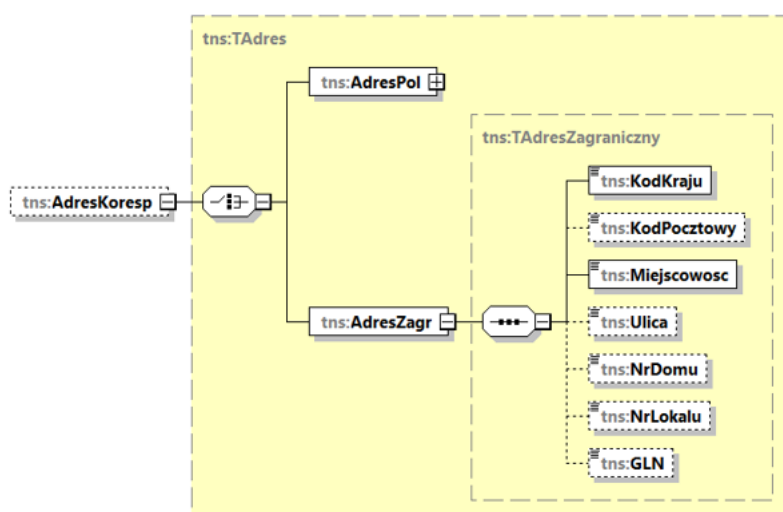 tns:TAdres
tns:AdresPol
tns:TAdresZagraniczny
tns:KodKraju
tns:AdresKoresp
tns:KodPocztowy
tns:Miejscowosc
tns:AdresZagr
tns:Ulica
tns:NrDomu
tns:NrLokalu
tns:GLN